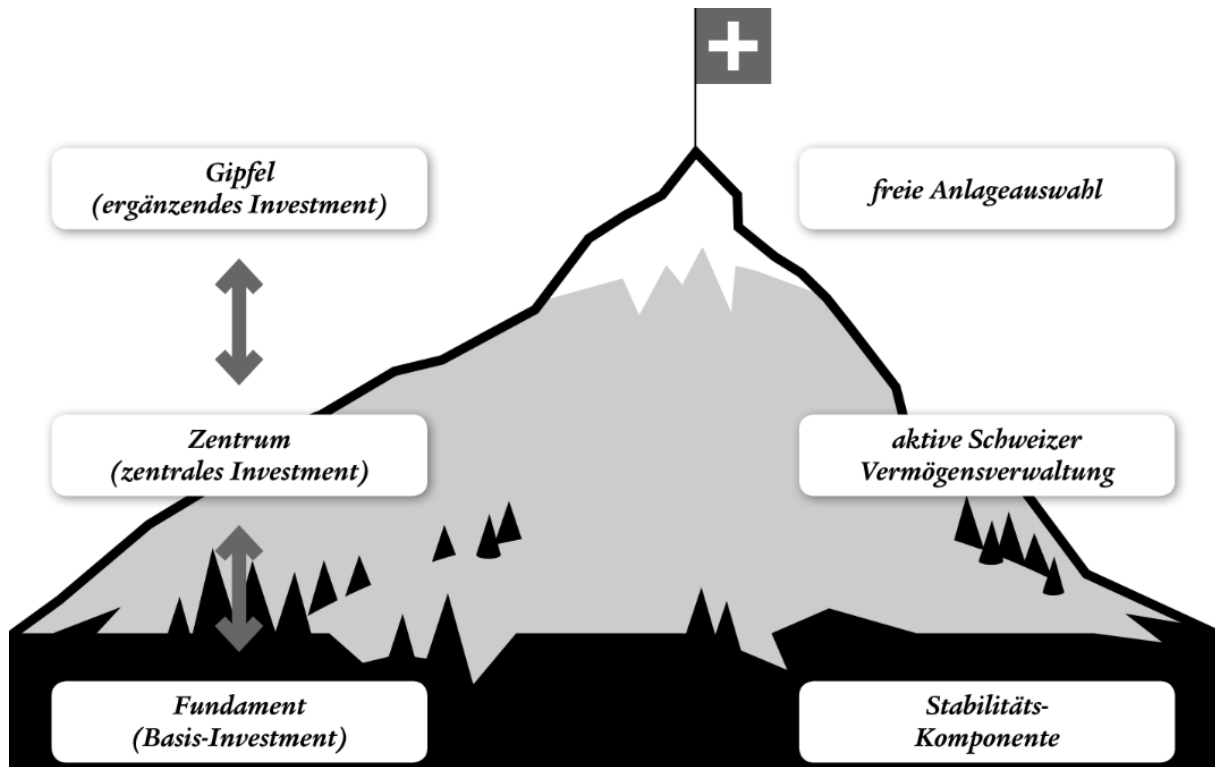 Gipfel
(ergänzendes Investment)
freie Anlageauswahl
Zentrum
(zentrales Investment)
aktive Schweizer
Vermögensverwaltung
Fundament
(Basis-Investment)
Stabilitäts-
Komponente